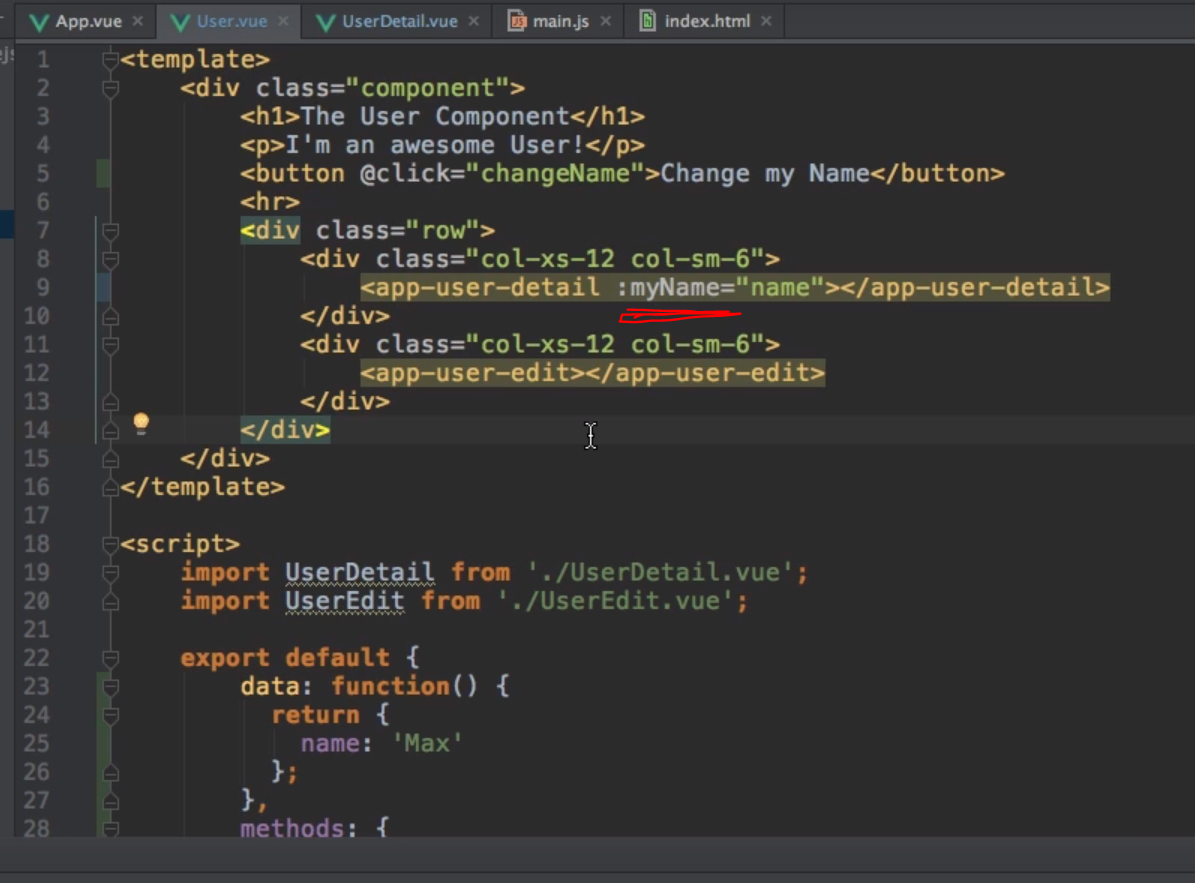 App.vue User.vue UserDetail.vue main.js index.html
1 <template>
2 <div class="component">
3 <h1>The User Component</h1>
4 <p>I'm an awesome User!</p>
5 <button @click="changeName">Change my Name</button>
6 <hr>
7 <div class="row">
8 <div class="col-xs-12 col-sm-6">
9 <app-user-detail :myName="name"></app-user-detail>
10 </div>
11 <div class="col-xs-12 col-sm-6">
12 <app-user-edit></app-user-edit>
13 </div>
14 </div>
15 </div>
16 </template>
17
18 <script>
19 import UserDetail from './UserDetail.vue';
20 import UserEdit from './UserEdit.vue';
21
22 export default {
23 data: function() {
24 return {
25 name: 'Max'
26 };
27 },
28 methods: {